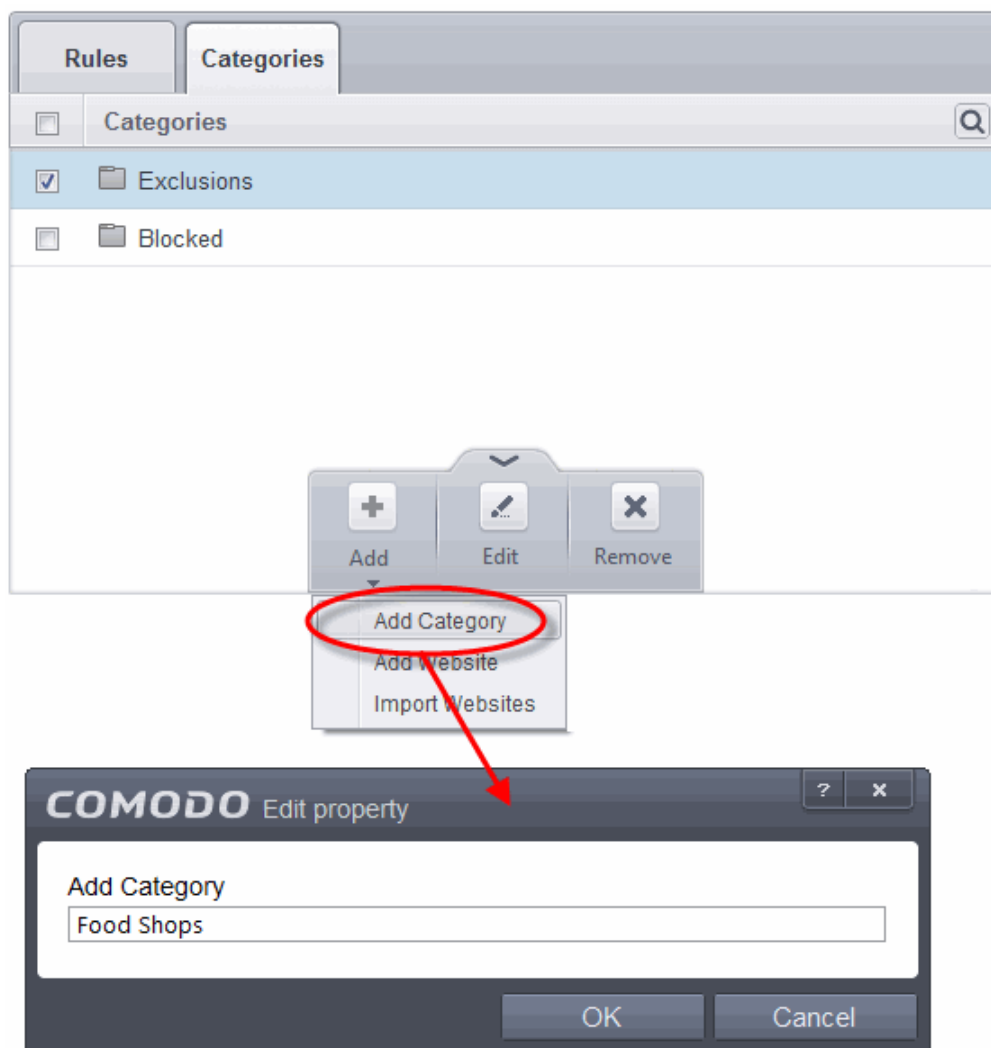 Rules Categories
Categories
Exclusions
Blocked
Add Edit Remove
Add Category
Add Website
Import Websites
COMODO Edit property ? x
Add Category
Food Shops
OK Cancel